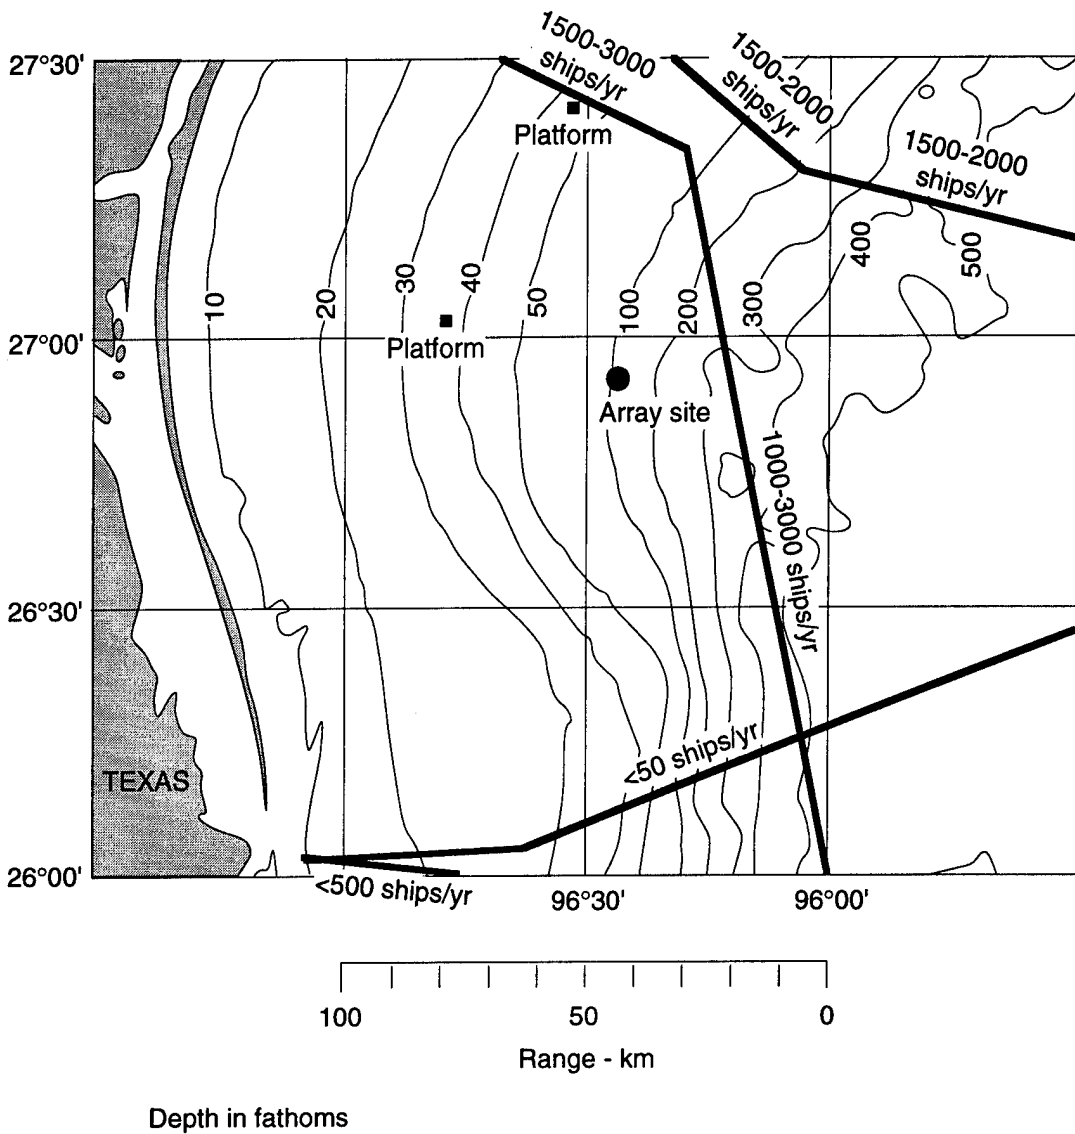 1500-3000
ships/yr
1500-2000
ships/yr
1500-2000
ships/yr
27°30'
Platform
10
20
30
40
50
100
200
300
400
500
27°00'
Platform
Array site
1000-3000 ships/yr
26°30'
<50 ships/yr
TEXAS
26°00'
<500 ships/yr
96°30'
96°00'
100
50
0
Range - km
Depth in fathoms